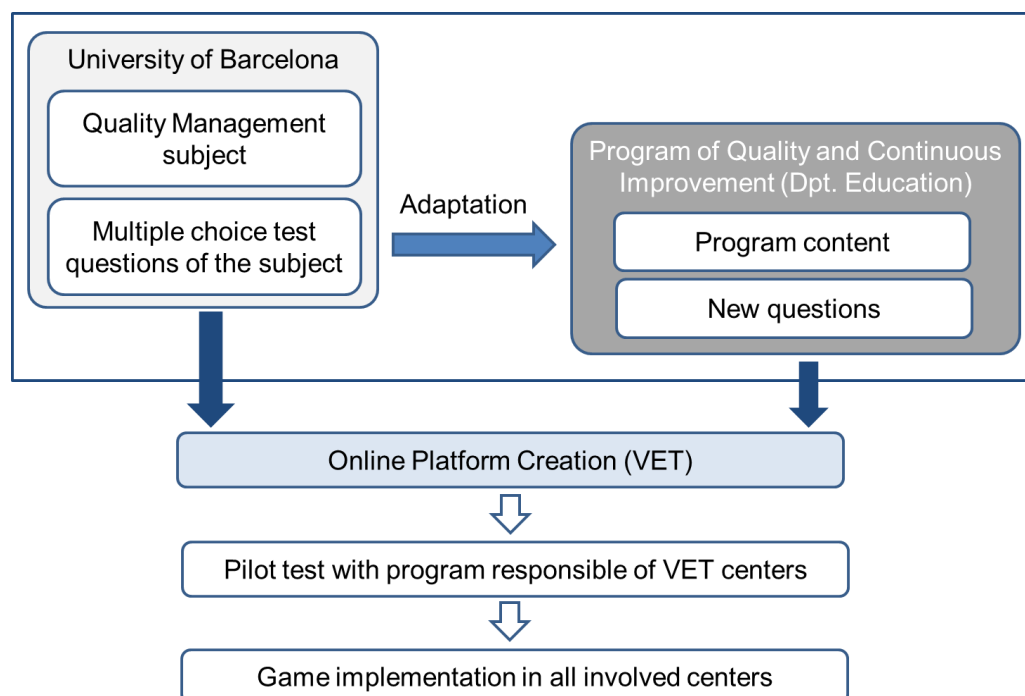 University of Barcelona
Quality Management
subject
Multiple choice test
questions of the subject
Adaptation
Program of Quality and Continuous
Improvement (Dpt. Education)
Program content
New questions
Online Platform Creation (VET)
Pilot test with program responsible of VET centers
Game implementation in all involved centers